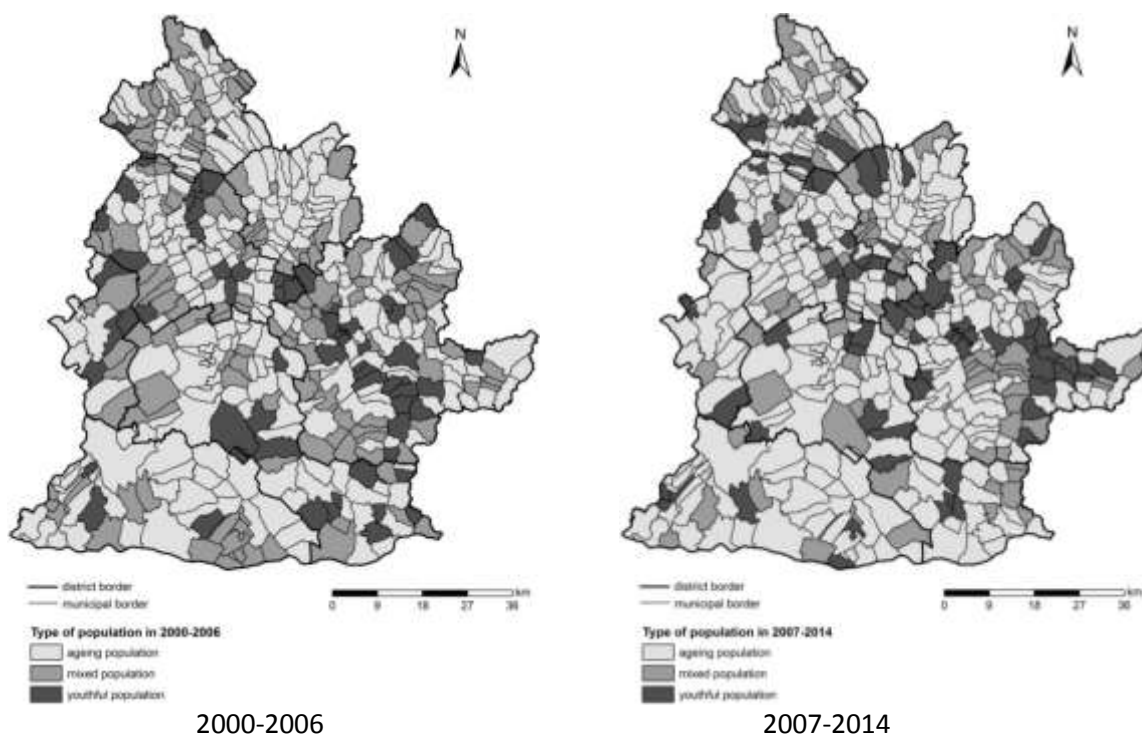 N
district border
municipal border
km
0 9 18 27 36
Type of population in 2000-2006
ageing population
mixed population
youthful population
2000-2006
N
district border
municipal border
km
0 9 18 27 36
Type of population in 2007-2014
ageing population
mixed population
youthful population
2007-2014